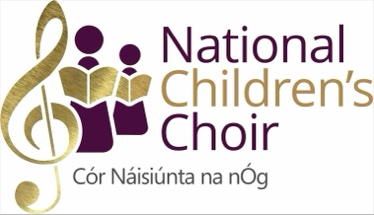 National
Children's
Choir
Cór Náisiúnta na nÓg